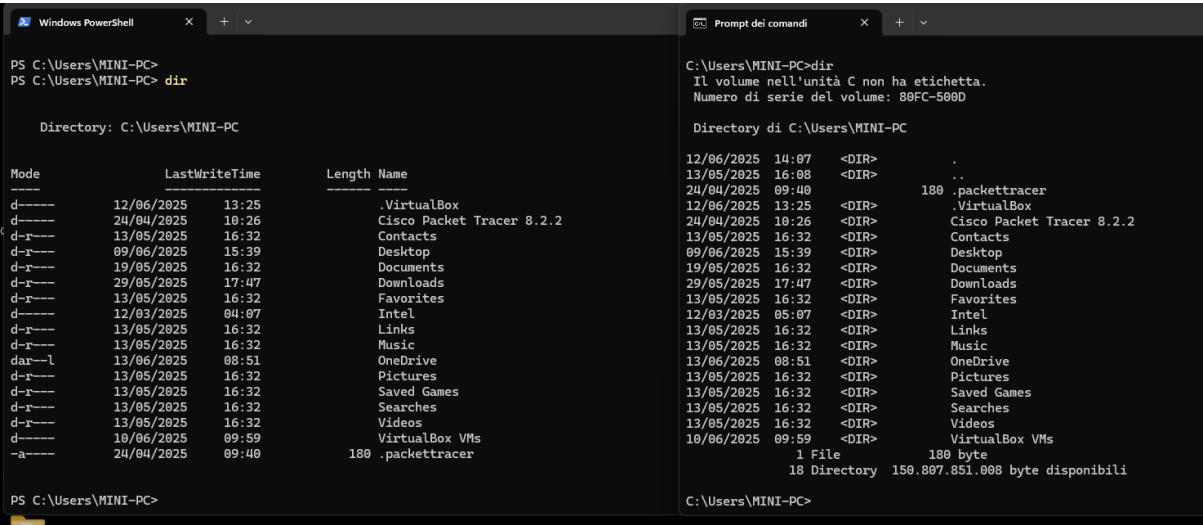 Windows PowerShell
PS C:\Users\MINI-PC>
PS C:\Users\MINI-PC> dir
Directory: C:\Users\MINI-PC
Mode LastWriteTime Length Name
---- ------------- ------ ----
d----- 12/06/2025 13:25 .VirtualBox
d----- 24/04/2025 10:26 Cisco Packet Tracer 8.2.2
d-r--- 13/05/2025 16:32 Contacts
d-r--- 09/06/2025 15:39 Desktop
d-r--- 19/05/2025 16:32 Documents
d-r--- 29/05/2025 17:47 Downloads
d-r--- 13/05/2025 16:32 Favorites
d----- 12/03/2025 04:07 Intel
d-r--- 13/05/2025 16:32 Links
d-r--- 13/05/2025 16:32 Music
dar--l 13/06/2025 08:51 OneDrive
d-r--- 13/05/2025 16:32 Pictures
d-r--- 13/05/2025 16:32 Saved Games
d-r--- 13/05/2025 16:32 Searches
d-r--- 13/05/2025 16:32 Videos
d----- 10/06/2025 09:59 VirtualBox VMs
-a---- 24/04/2025 09:40 180 .packettracer
PS C:\Users\MINI-PC>
Prompt dei comandi
C:\Users\MINI-PC>dir
Il volume nell'unità C non ha etichetta.
Numero di serie del volume: 80FC-500D
Directory di C:\Users\MINI-PC
12/06/2025 14:07 <DIR> .
13/05/2025 16:08 <DIR> ..
24/04/2025 09:40 180 .packettracer
12/06/2025 13:25 <DIR> .VirtualBox
24/04/2025 10:26 <DIR> Cisco Packet Tracer 8.2.2
13/05/2025 16:32 <DIR> Contacts
09/06/2025 15:39 <DIR> Desktop
19/05/2025 16:32 <DIR> Documents
29/05/2025 17:47 <DIR> Downloads
13/05/2025 16:32 <DIR> Favorites
12/03/2025 05:07 <DIR> Intel
13/05/2025 16:32 <DIR> Links
13/05/2025 16:32 <DIR> Music
13/06/2025 08:51 <DIR> OneDrive
13/05/2025 16:32 <DIR> Pictures
13/05/2025 16:32 <DIR> Saved Games
13/05/2025 16:32 <DIR> Searches
13/05/2025 16:32 <DIR> Videos
10/06/2025 09:59 <DIR> VirtualBox VMs
1 File 180 byte
18 Directory 150.807.851.008 byte disponibili
C:\Users\MINI-PC>